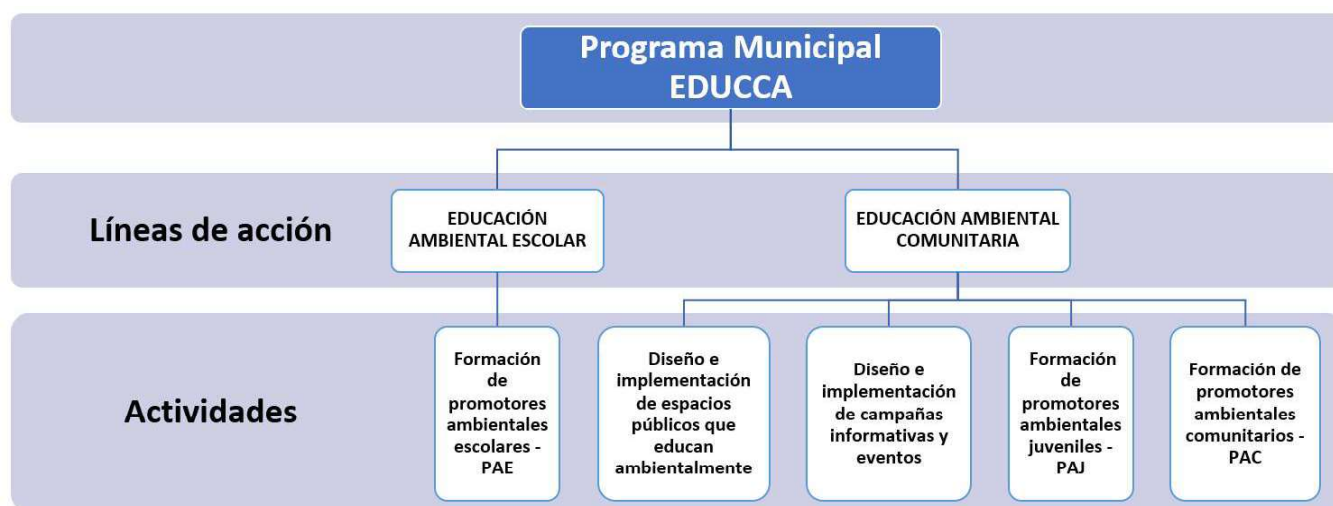 Programa Municipal
EDUCCA
Líneas de acción
EDUCACIÓN
AMBIENTAL ESCOLAR
EDUCACIÓN AMBIENTAL
COMUNITARIA
Actividades
Formación
de
promotores
ambientales
escolares -
PAE
Diseño e
implementación
de espacios
públicos que
educan
ambientalmente
Diseño e
implementación
de campañas
informativas y
eventos
Formación
de
promotores
ambientales
juveniles -
PAJ
Formación de
promotores
ambientales
comunitarios -
PAC